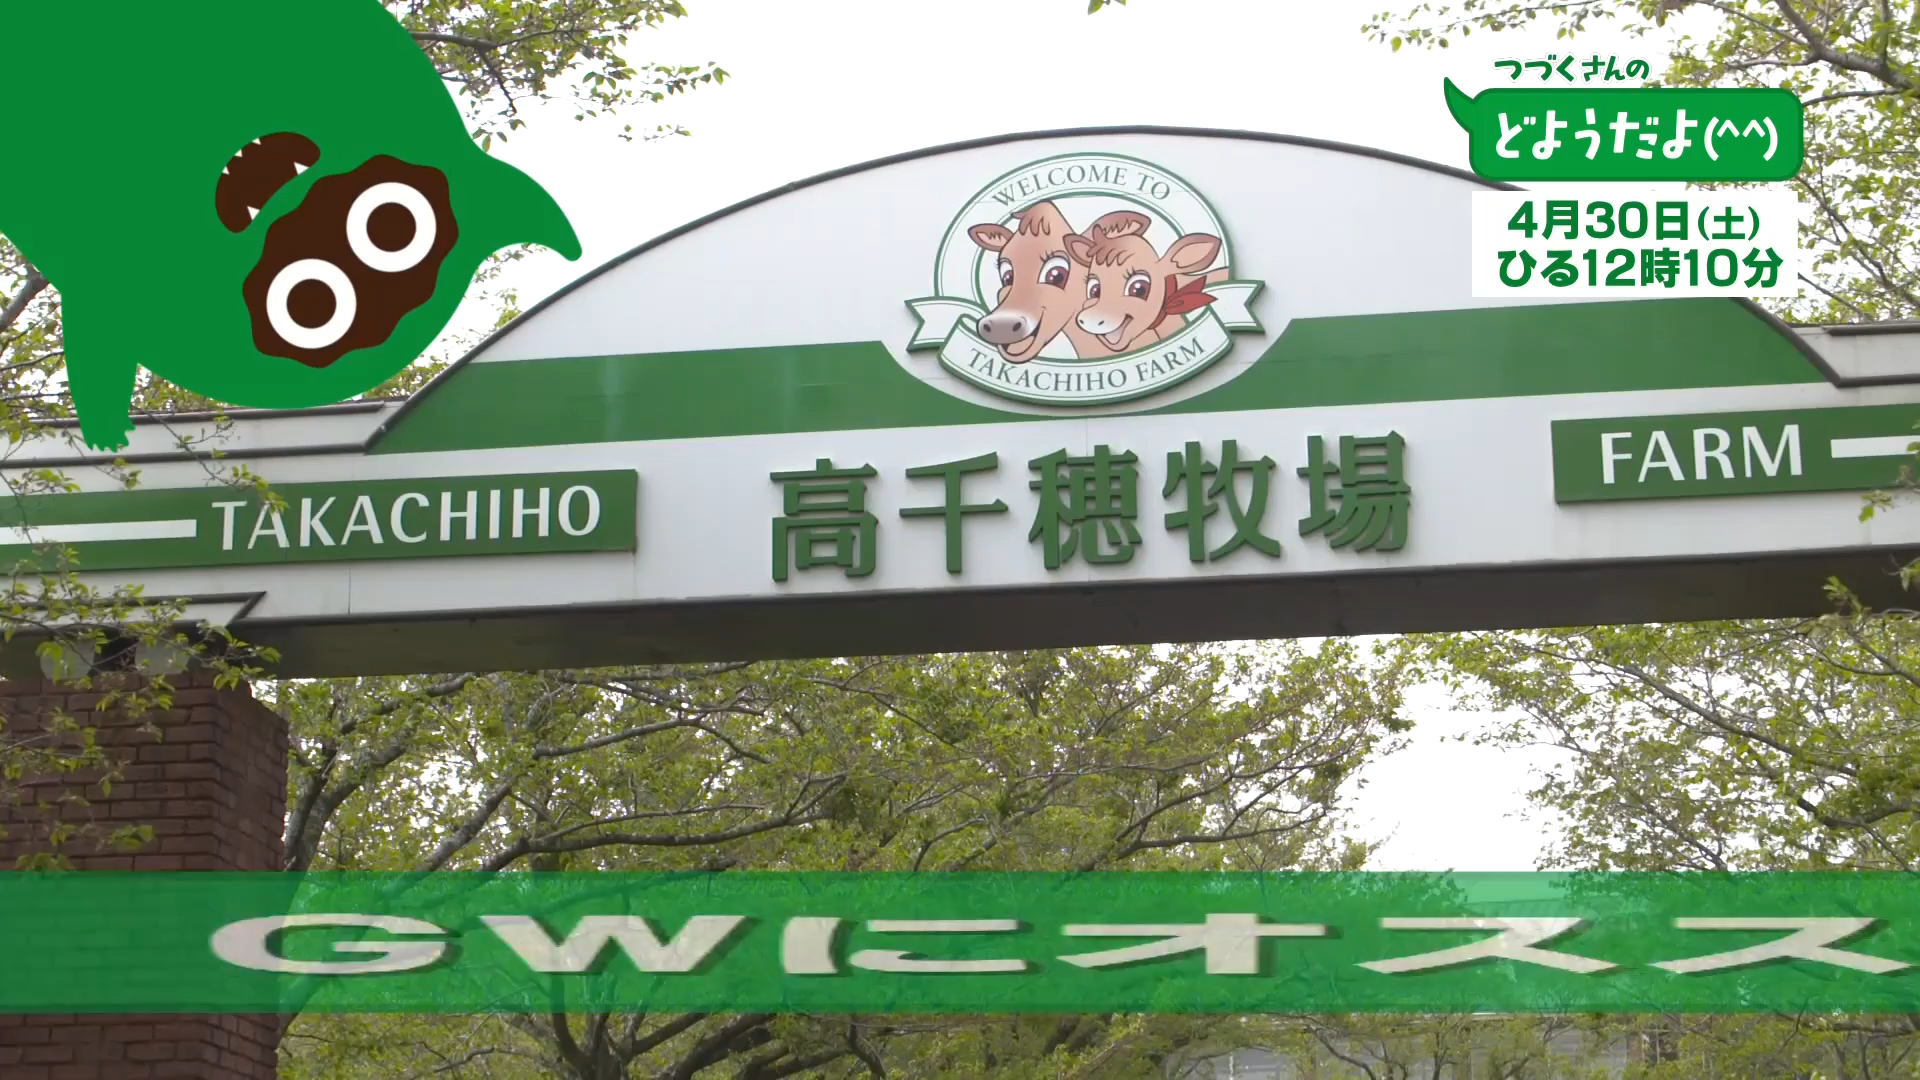 つづくさんの
どようだよ(^^)
4月30日(土)
ひる12時10分
WELCOME TO
TAKACHIHO FARM
TAKACHIHO
高千穂牧場
FARM
GWにオスス